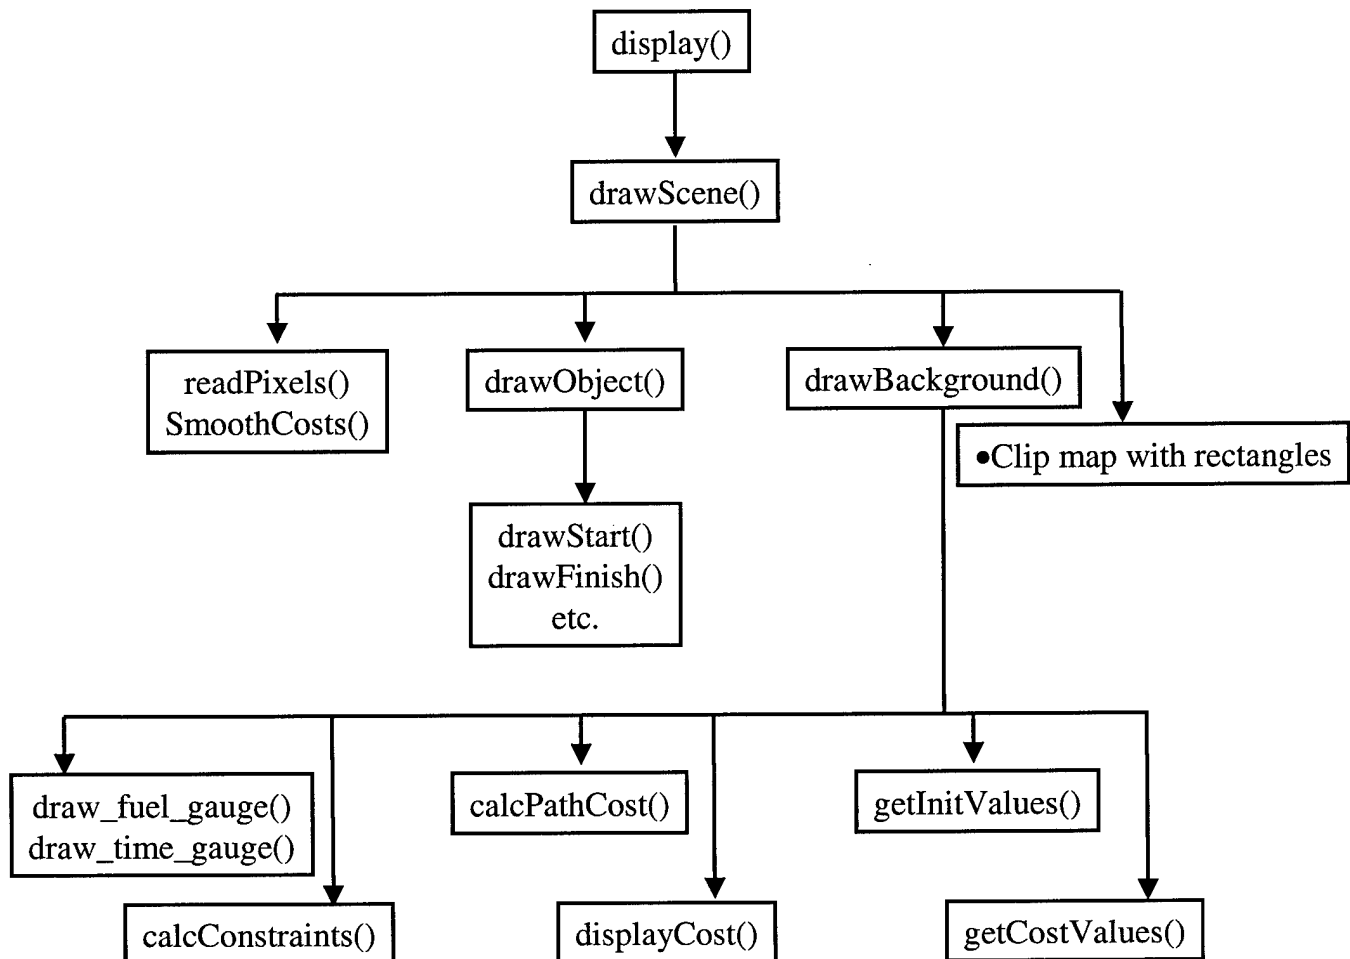 display()
drawScene()
readPixels()
SmoothCosts()
drawObject()
drawBackground()
•Clip map with rectangles
drawStart()
drawFinish()
etc.
draw_fuel_gauge()
draw_time_gauge()
calcPathCost()
getInitValues()
calcConstraints()
displayCost()
getCostValues()